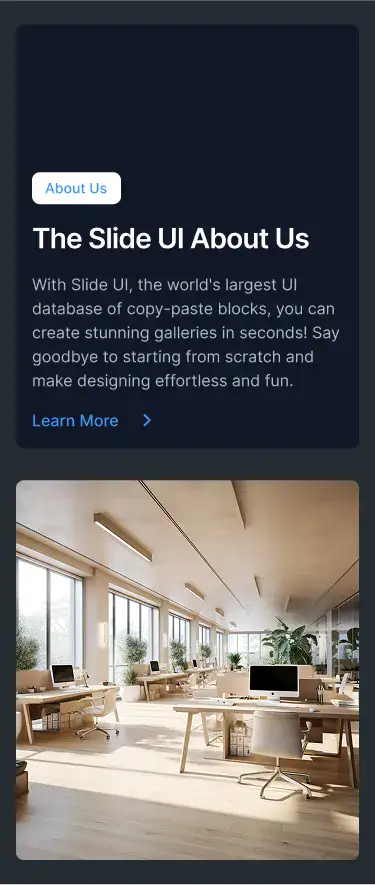 About Us
The Slide UI About Us
With Slide UI, the world's largest UI
database of copy-paste blocks, you can
create stunning galleries in seconds! Say
goodbye to starting from scratch and
make designing effortless and fun.
Learn More